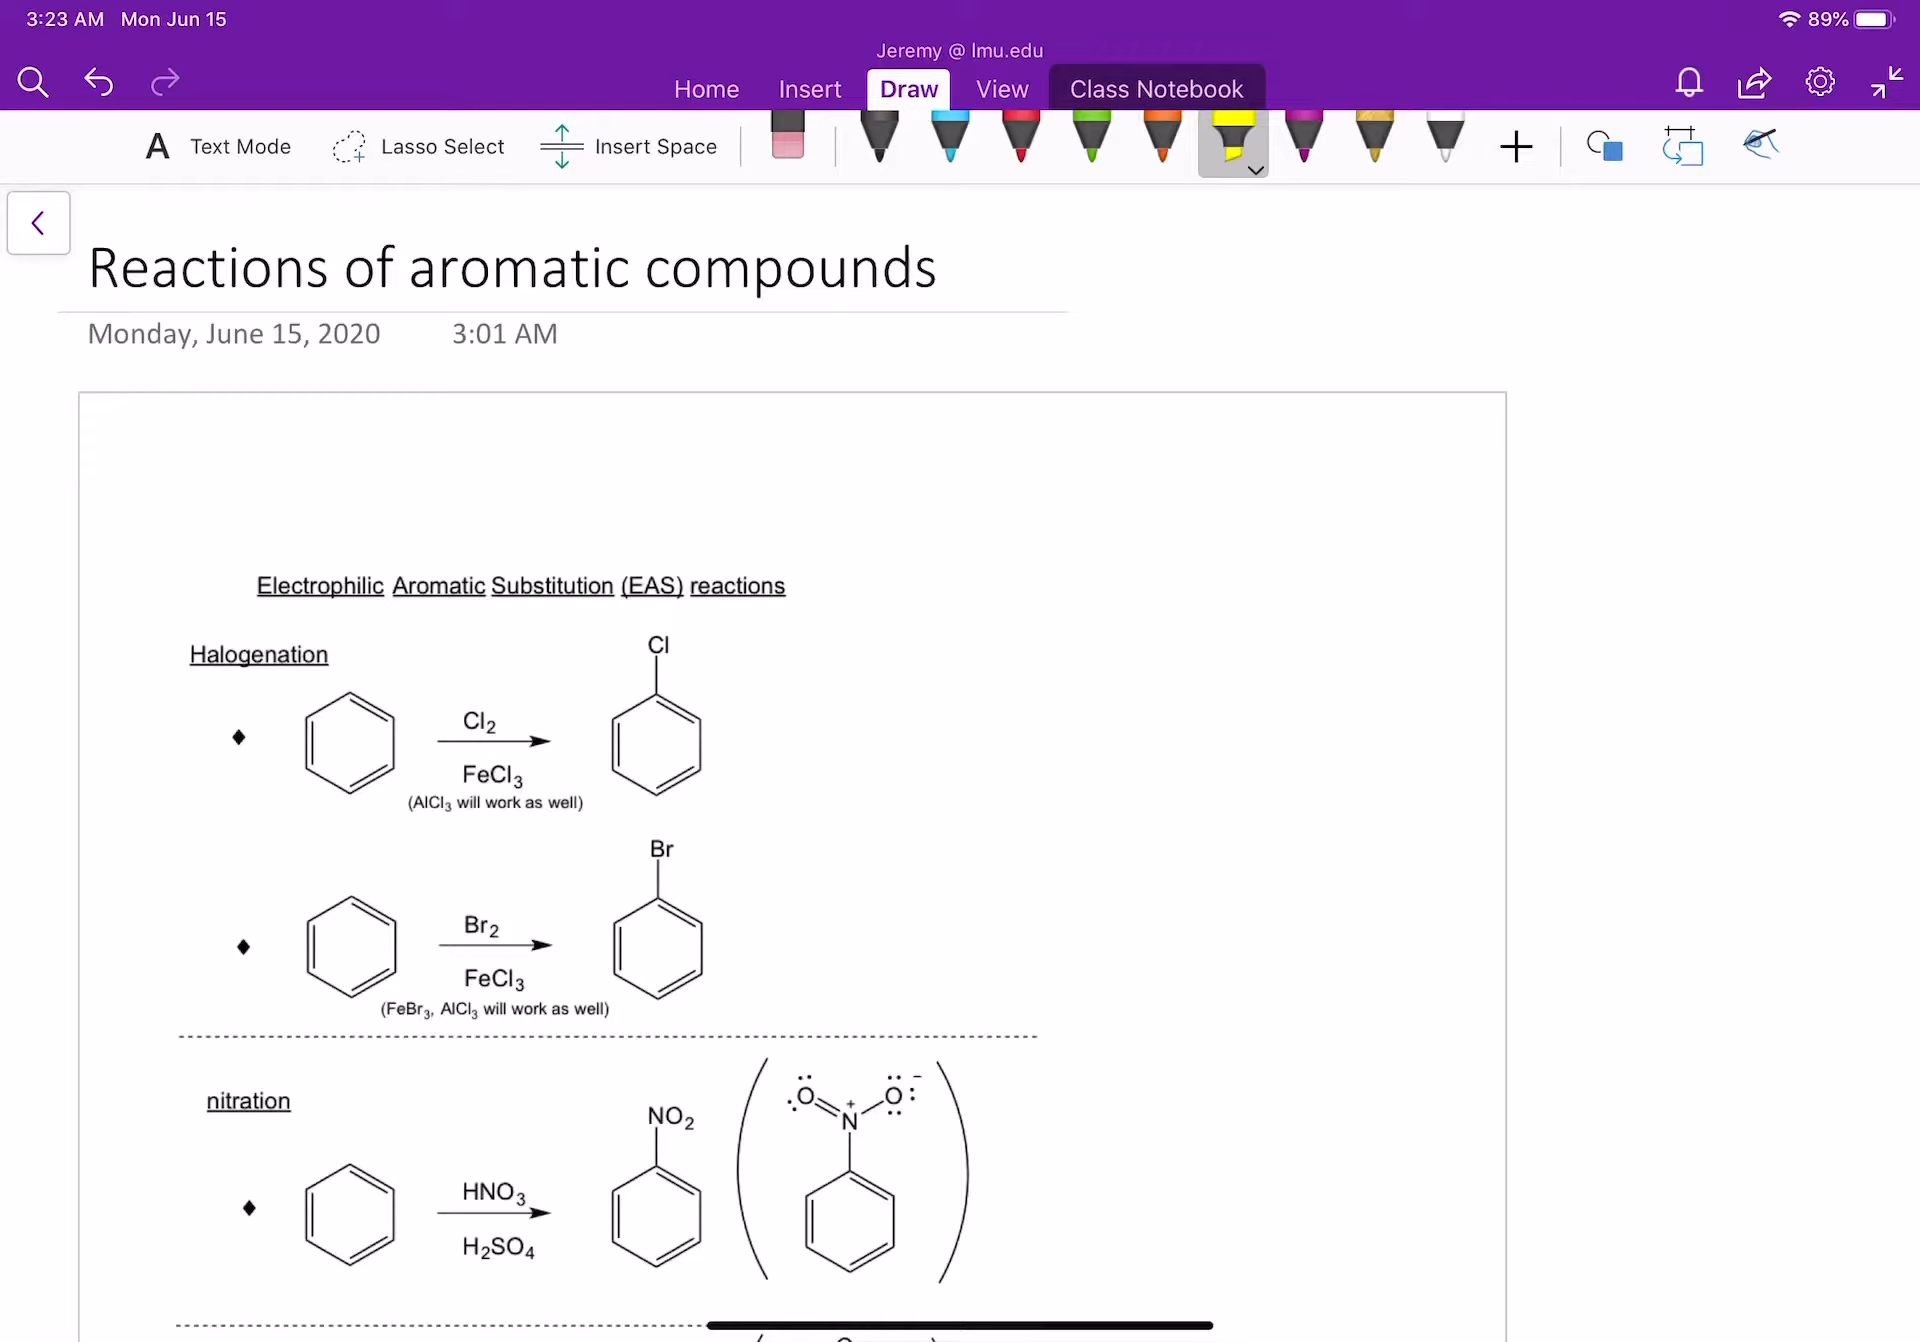 3:23 AM Mon Jun 15
89%
Jeremy @ lmu.edu
Home Insert Draw View Class Notebook
A Text Mode Lasso Select Insert Space
Reactions of aromatic compounds
Monday, June 15, 2020 3:01 AM
Electrophilic Aromatic Substitution (EAS) reactions
Halogenation
Cl
Cl₂
FeCl₃
(AlCl₃ will work as well)
Br
Br₂
FeCl₃
(FeBr₃, AlCl₃ will work as well)
nitration
NO₂
O N⁺ O⁻
HNO₃
H₂SO₄